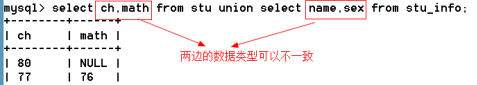 mysql> select ch,math from stu union select name,sex from stu_info;
+------+------+
| ch | math |
+------+------+
| 80 | NULL |
| 77 | 76 |
两边的数据类型可以不一致